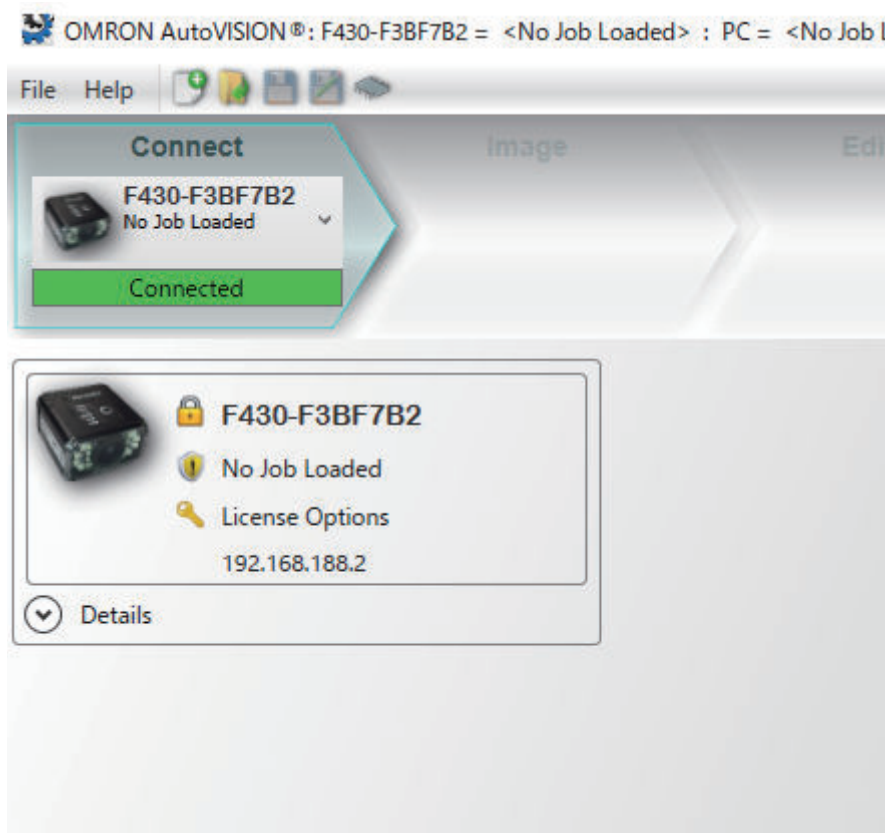 OMRON AutoVISION®: F430-F3BF7B2 = <No Job Loaded> : PC = <No Job
File Help
Connect
Image
F430-F3BF7B2
No Job Loaded
Connected
F430-F3BF7B2
No Job Loaded
License Options
192.168.188.2
Details